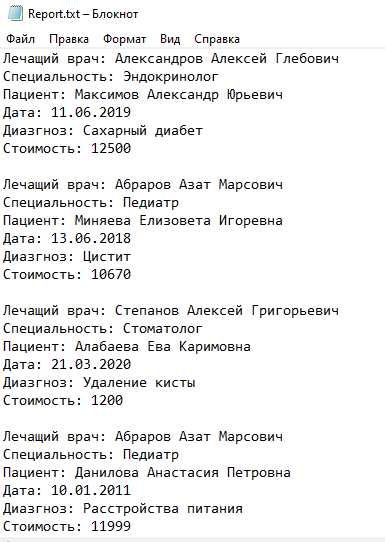 Report.txt – Блокнот
Файл Правка Формат Вид Справка
Лечащий врач: Александров Алексей Глебович
Специальность: Эндокринолог
Пациент: Максимов Александр Юрьевич
Дата: 11.06.2019
Диазгноз: Сахарный диабет
Стоимость: 12500
Лечащий врач: Абраров Азат Марсович
Специальность: Педиатр
Пациент: Миняева Елизовета Игоревна
Дата: 13.06.2018
Диазгноз: Цистит
Стоимость: 10670
Лечащий врач: Степанов Алексей Григорьевич
Специальность: Стоматолог
Пациент: Алабаева Ева Каримовна
Дата: 21.03.2020
Диазгноз: Удаление кисты
Стоимость: 1200
Лечащий врач: Абраров Азат Марсович
Специальность: Педиатр
Пациент: Данилова Анастасия Петровна
Дата: 10.01.2011
Диазгноз: Расстройства питания
Стоимость: 11999